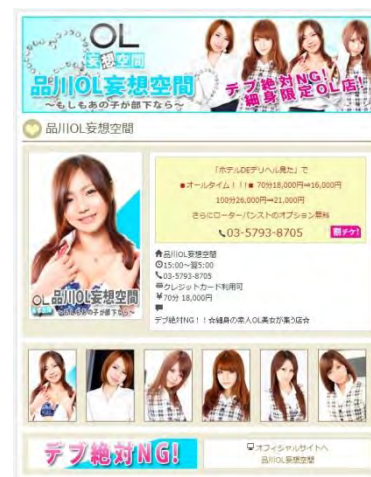 OL
妄想空間
品川OL妄想空間
～もしもあの子が部下なら～
デブ絶対NG!
細身限定OL店!
品川OL妄想空間
OL品川OL妄想空間
～もしもあの子が部下なら～
「ホテルDEデリヘル見た」で
■オールタイム！！！■ 70分18,000円⇒16,000円
100分26,000円⇒21,000円
さらにローターパンストのオプション無料
03-5793-8705 割チケ!
品川OL妄想空間
15:00～翌5:00
03-5793-8705
クレジットカード利用可
¥70分 18,000円
デブ絶対NG！！☆細身の素人OL美女が集う店☆
デブ絶対NG!
オフィシャルサイトへ
品川OL妄想空間